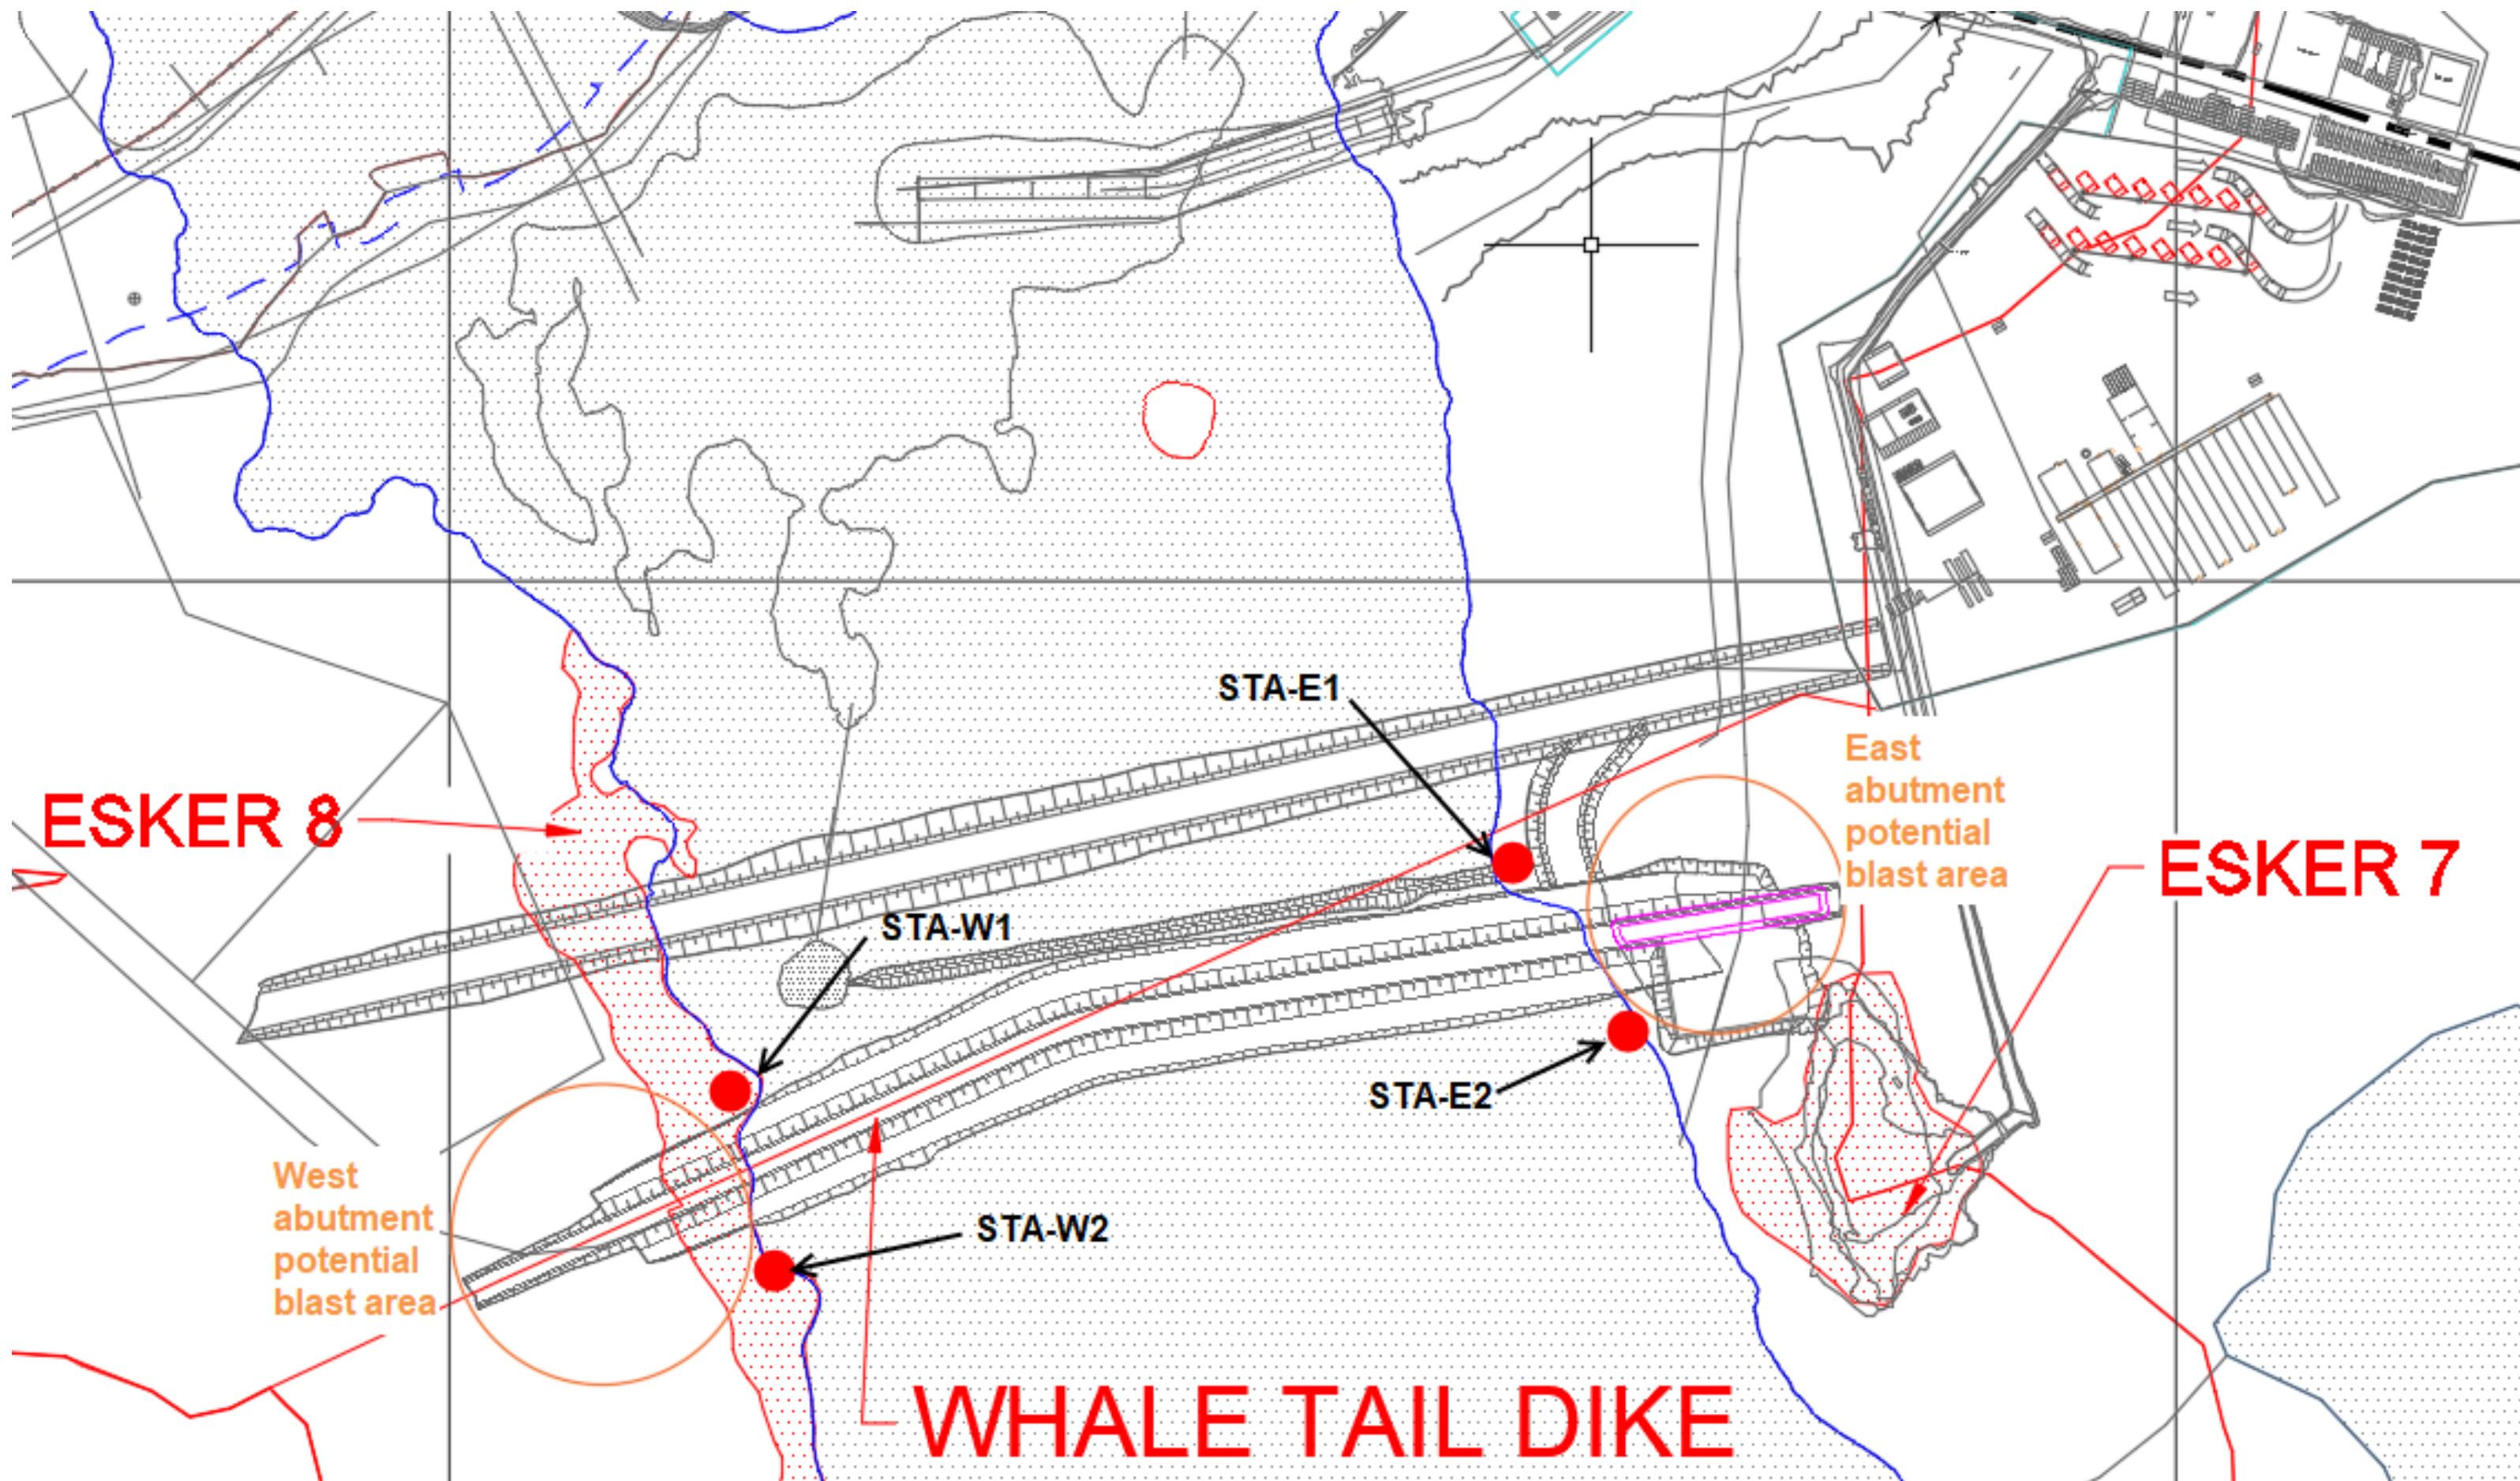 STA-E1
East
abutment
potential
blast area
ESKER 8
ESKER 7
STA-W1
STA-E2
West
abutment
potential
blast area
STA-W2
WHALE TAIL DIKE